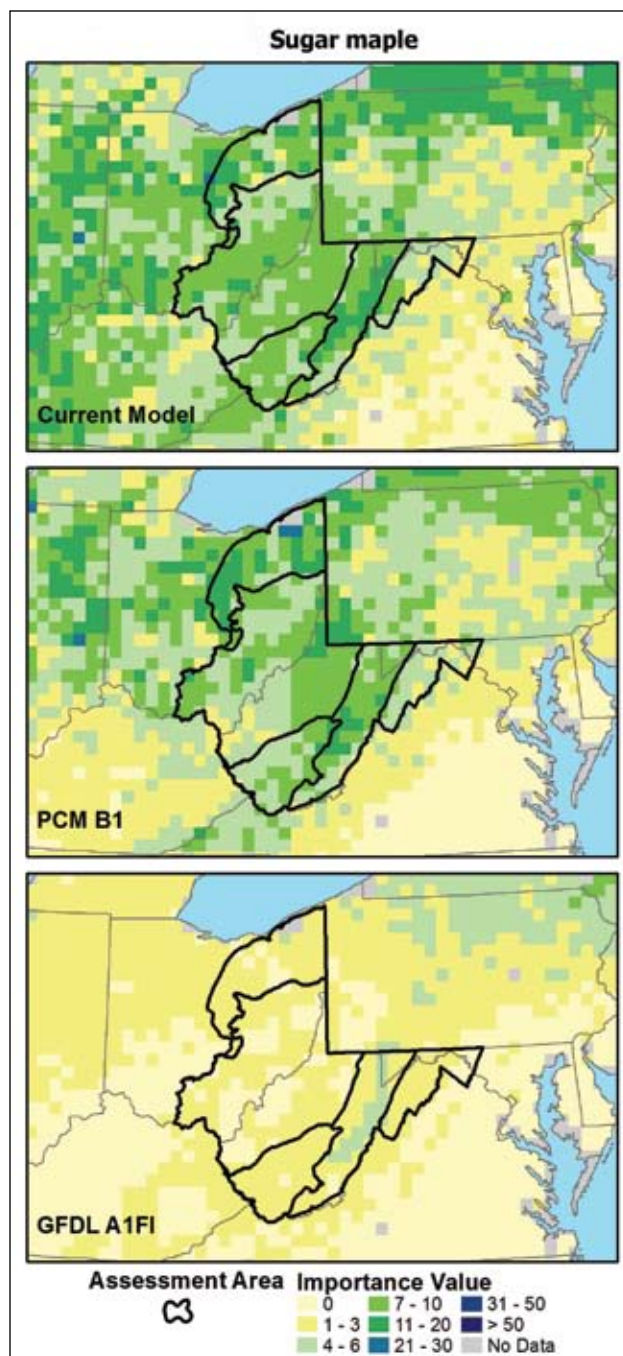 Sugar maple
Current Model
PCM B1
GFDL A1FI
Assessment Area
Importance Value
0 7 - 10 31 - 50
1 - 3 11 - 20 > 50
4 - 6 21 - 30 No Data